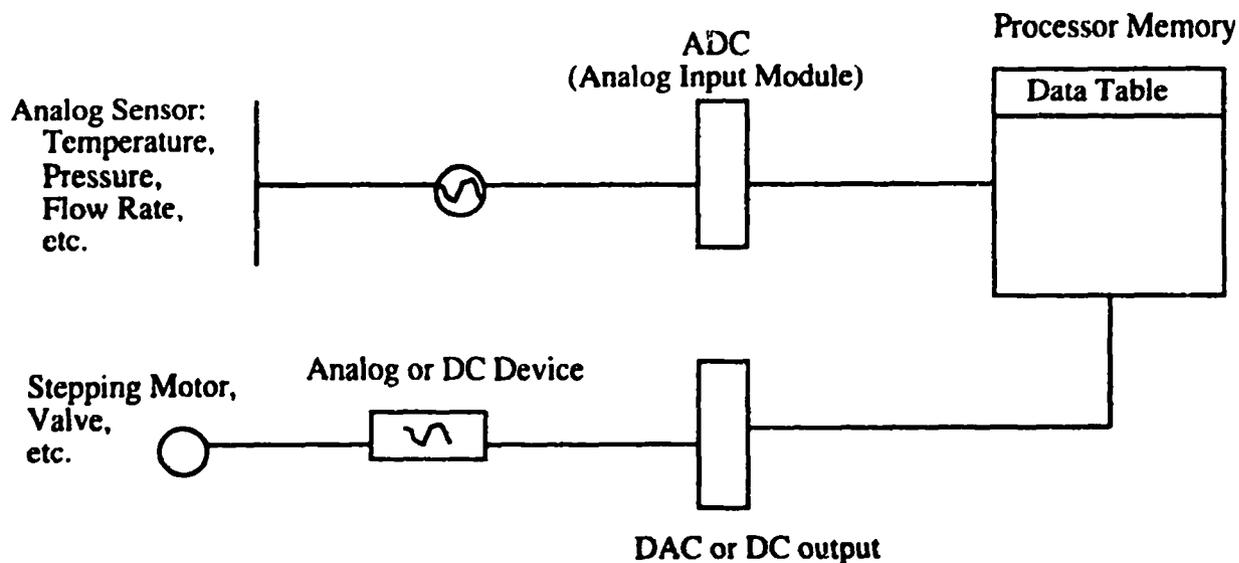 Processor Memory
ADC
(Analog Input Module)
Data Table
Analog Sensor:
Temperature,
Pressure,
Flow Rate,
etc.
Analog or DC Device
Stepping Motor,
Valve,
etc.
DAC or DC output